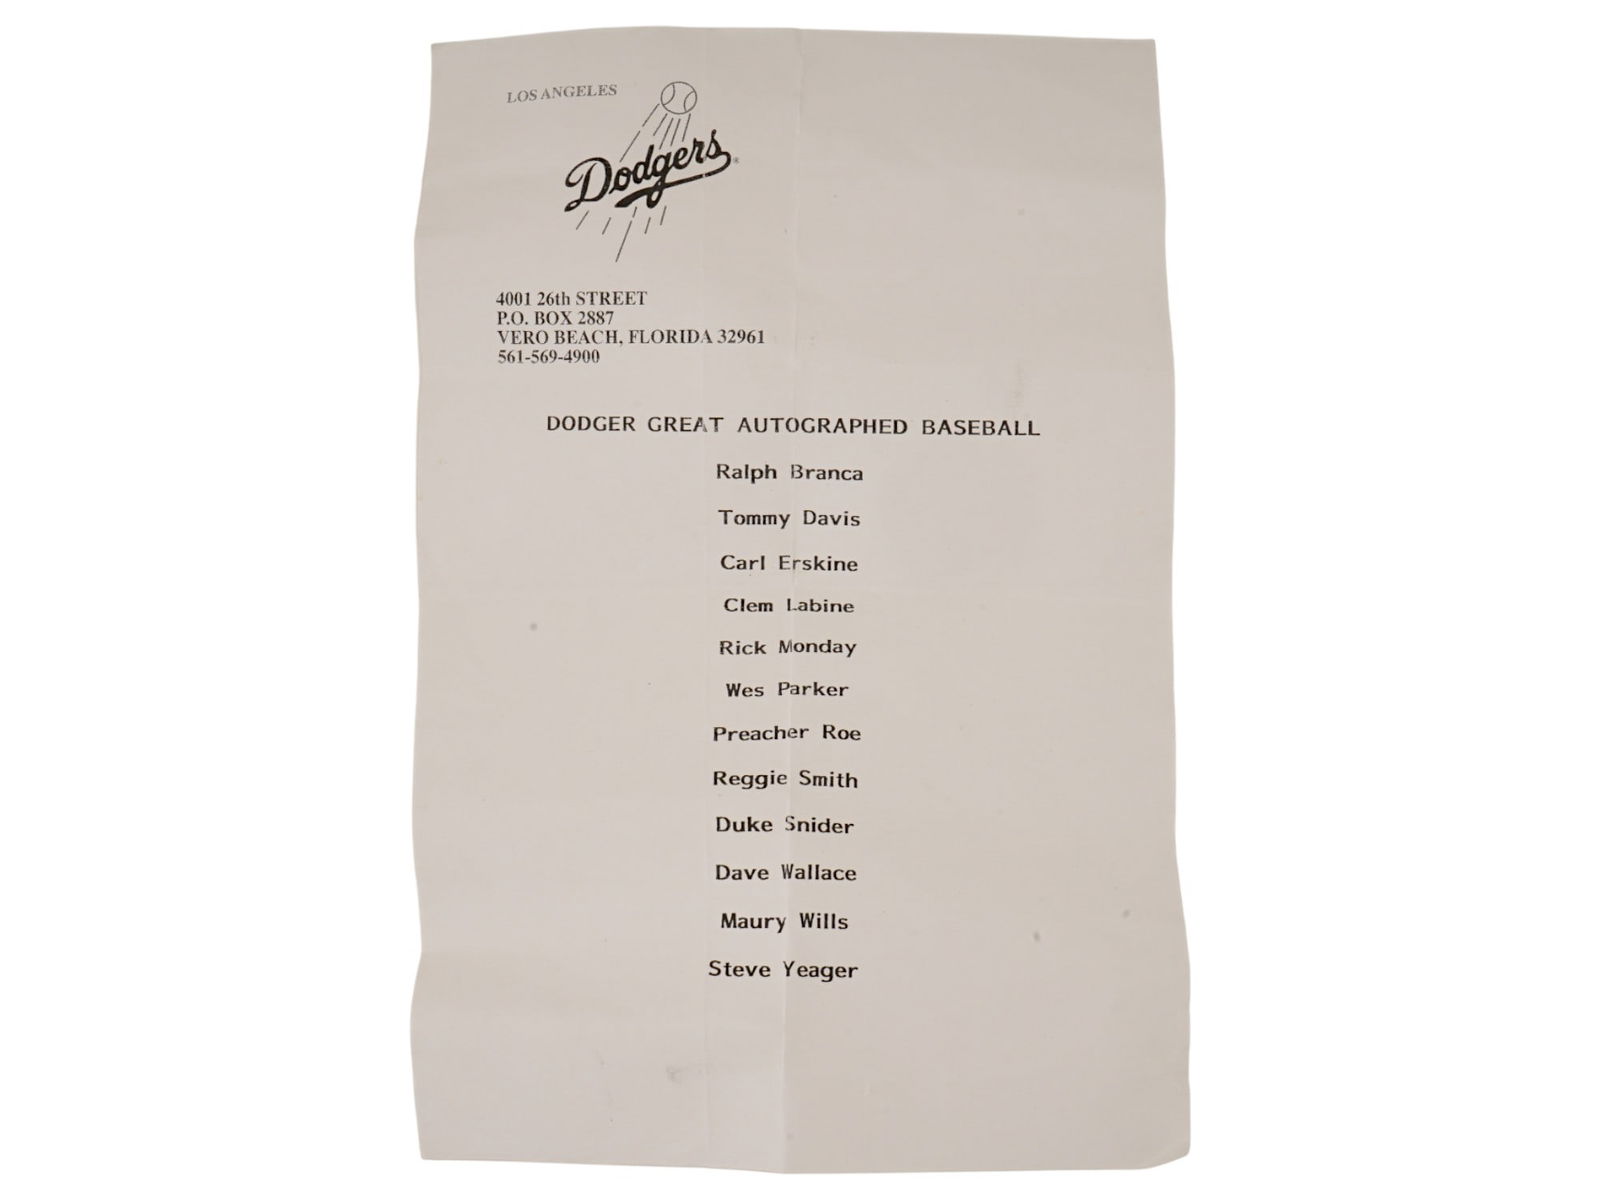 LOS ANGELES
Dodgers®
4001 26th STREET
P.O. BOX 2887
VERO BEACH, FLORIDA 32961
561-569-4900
DODGER GREAT AUTOGRAPHED BASEBALL
Ralph Branca
Tommy Davis
Carl Erskine
Clem Labine
Rick Monday
Wes Parker
Preacher Roe
Reggie Smith
Duke Snider
Dave Wallace
Maury Wills
Steve Yeager